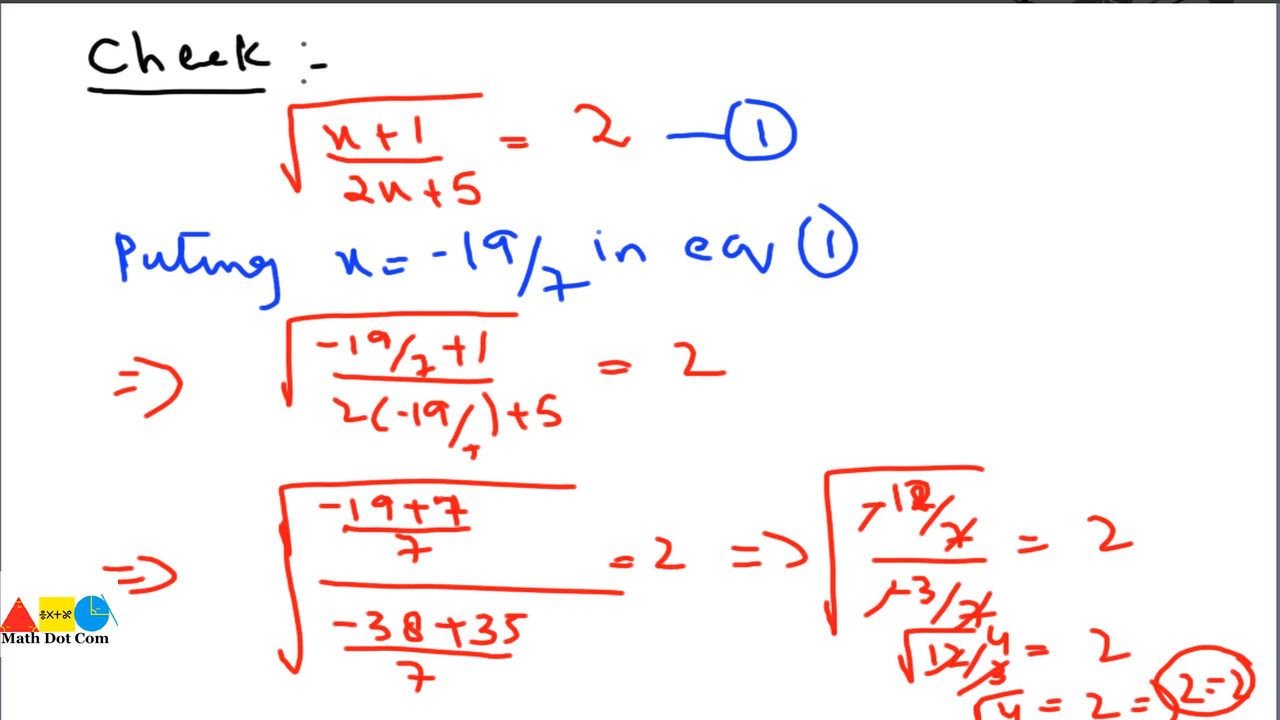 Check :-
√((x+1)/(2x+5)) = 2 — ①
Puting x = -19/7 in eq ①
=> √((-19/7 + 1)/(2(-19/7) + 5)) = 2
=> √(((-19+7)/7)/((-38+35)/7)) = 2 => √((-12/7)/(-3/7)) = 2
√(12/3) 4 = 2
√4 = 2 = 2=2
÷x+×
Math Dot Com